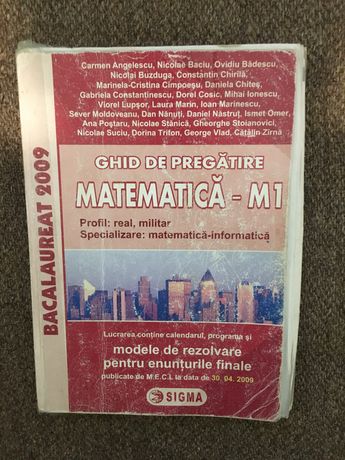 Carmen Angelescu, Nicolae Baciu, Ovidiu Bădescu,
Nicolai Buzduga, Constantin Chirilă,
Marinela-Cristina Cimpoeșu, Daniela Chiteș,
Gabriela Constantinescu, Dorel Cosic, Mihai Ionescu,
Viorel Lupșor, Laura Marin, Ioan Marinescu,
Sever Moldoveanu, Dan Nănuți, Daniel Năstruț, Ismet Omer,
Ana Poștaru, Nicolae Stănică, Gheorghe Stoianovici,
Nicolae Suciu, Dorina Trifon, George Vlad, Cătălin Zîrnă
BACALAUREAT 2009
GHID DE PREGĂTIRE
MATEMATICĂ - M1
Profil: real, militar
Specializare: matematică-informatică
Lucrarea conține calendarul, programa și
modele de rezolvare
pentru enunțurile finale
publicate de M.E.C.I. la data de 30. 04. 2009
SIGMA